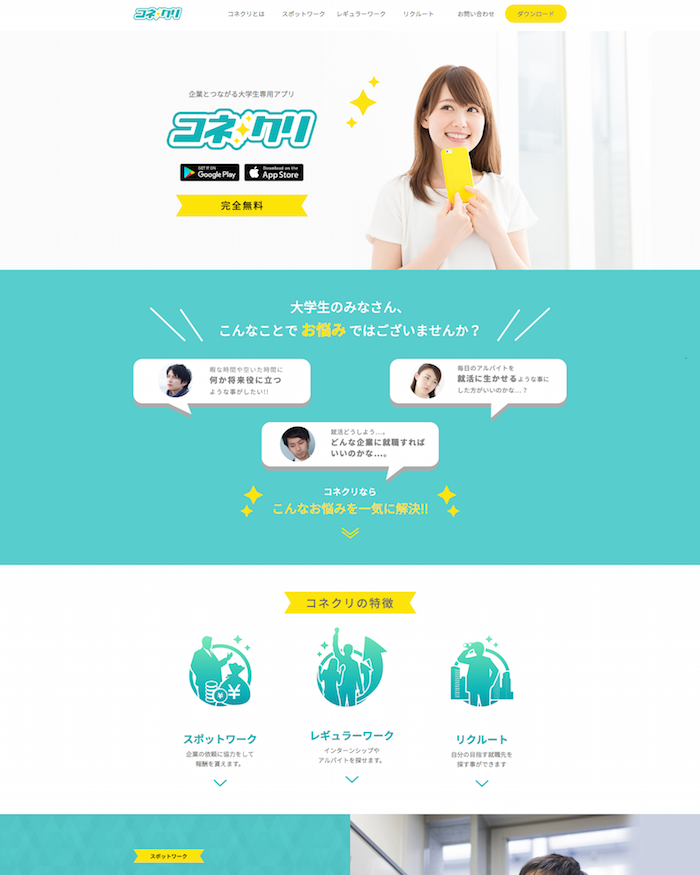 コネクリ
コネクリとは スポットワーク レギュラーワーク リクルート お問い合わせ ダウンロード
企業とつながる大学生専用アプリ
コネクリ
GET IT ON
Google Play
Download on the
App Store
完全無料
大学生のみなさん、
こんなことで お悩み ではございませんか？
暇な時間や空いた時間に
何か将来役に立つ
ような事がしたい!!
毎日のアルバイトを
就活に生かせるような事に
した方がいいのかな...？
就活どうしよう...。
どんな企業に就職すれば
いいのかな...。
コネクリなら
こんなお悩みを一気に解決!!
コネクリの特徴
スポットワーク
企業の依頼に協力をして
報酬を貰えます。
レギュラーワーク
インターンシップや
アルバイトを探せます。
リクルート
自分の目指す就職先を
探す事ができます
スポットワーク